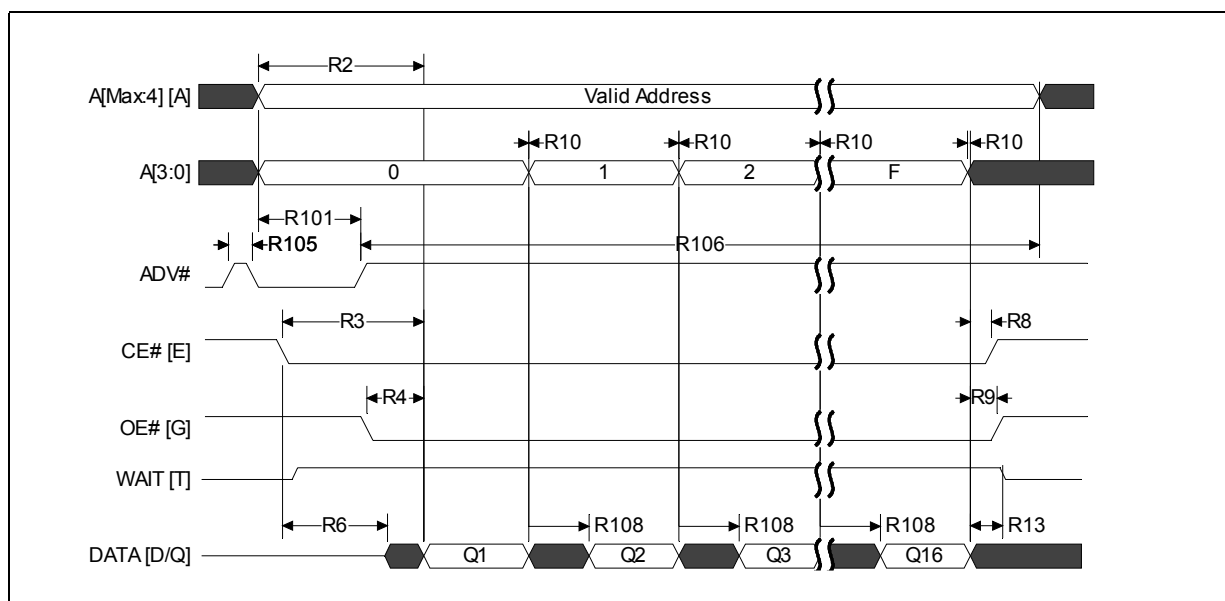 R2
A[Max:4] [A]
Valid Address
R10 R10 R10 R10
A[3:0]
0 1 2 F
R101
R105
R106
ADV#
R3
R8
CE# [E]
R4
R9
OE# [G]
WAIT [T]
R6
R108 R108 R108
R13
DATA [D/Q]
Q1 Q2 Q3 Q16